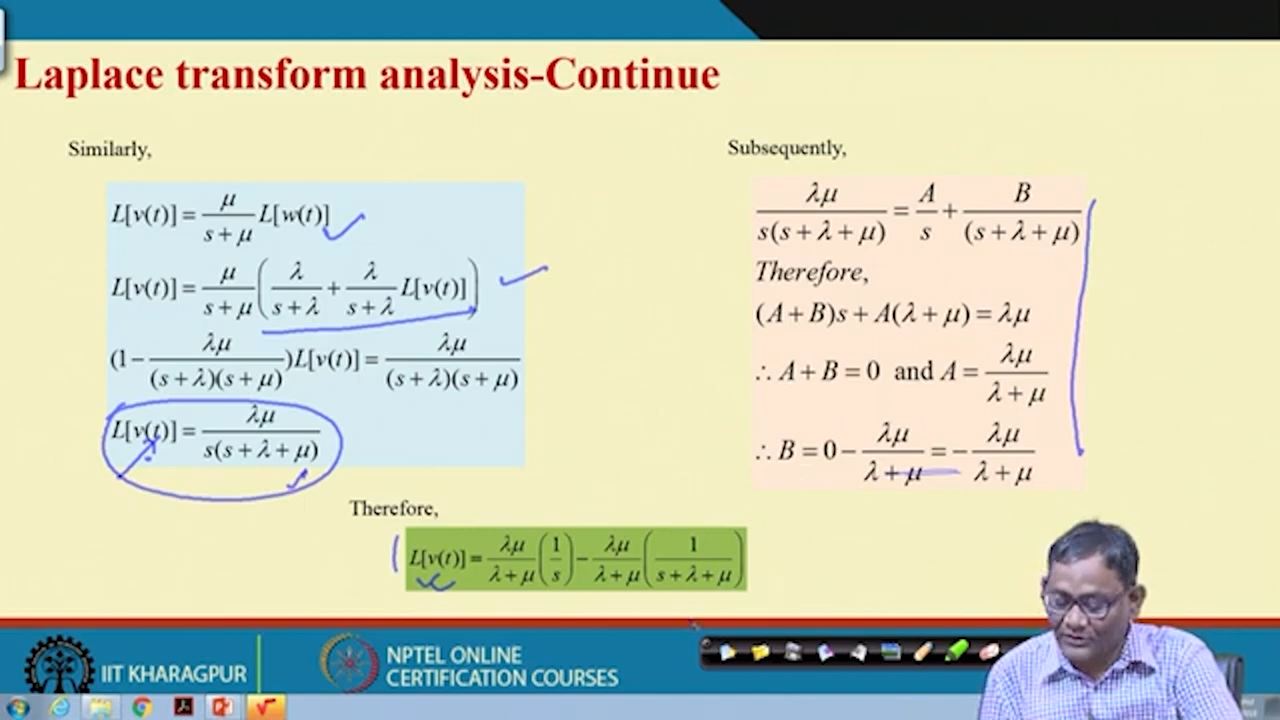 Laplace transform analysis-Continue
Similarly,
L[v(t)] = μ/(s+μ) L[w(t)]
L[v(t)] = μ/(s+μ) (λ/(s+λ) + λ/(s+λ) L[v(t)])
(1 − λμ/((s+λ)(s+μ)))L[v(t)] = λμ/((s+λ)(s+μ))
L[v(t)] = λμ/(s(s+λ+μ))
Subsequently,
λμ/(s(s+λ+μ)) = A/s + B/(s+λ+μ)
Therefore,
(A+B)s + A(λ+μ) = λμ
∴ A+B = 0 and A = λμ/(λ+μ)
∴ B = 0 − λμ/(λ+μ) = − λμ/(λ+μ)
Therefore,
L[v(t)] = λμ/(λ+μ) (1/s) − λμ/(λ+μ) (1/(s+λ+μ))
IIT KHARAGPUR
NPTEL ONLINE
CERTIFICATION COURSES